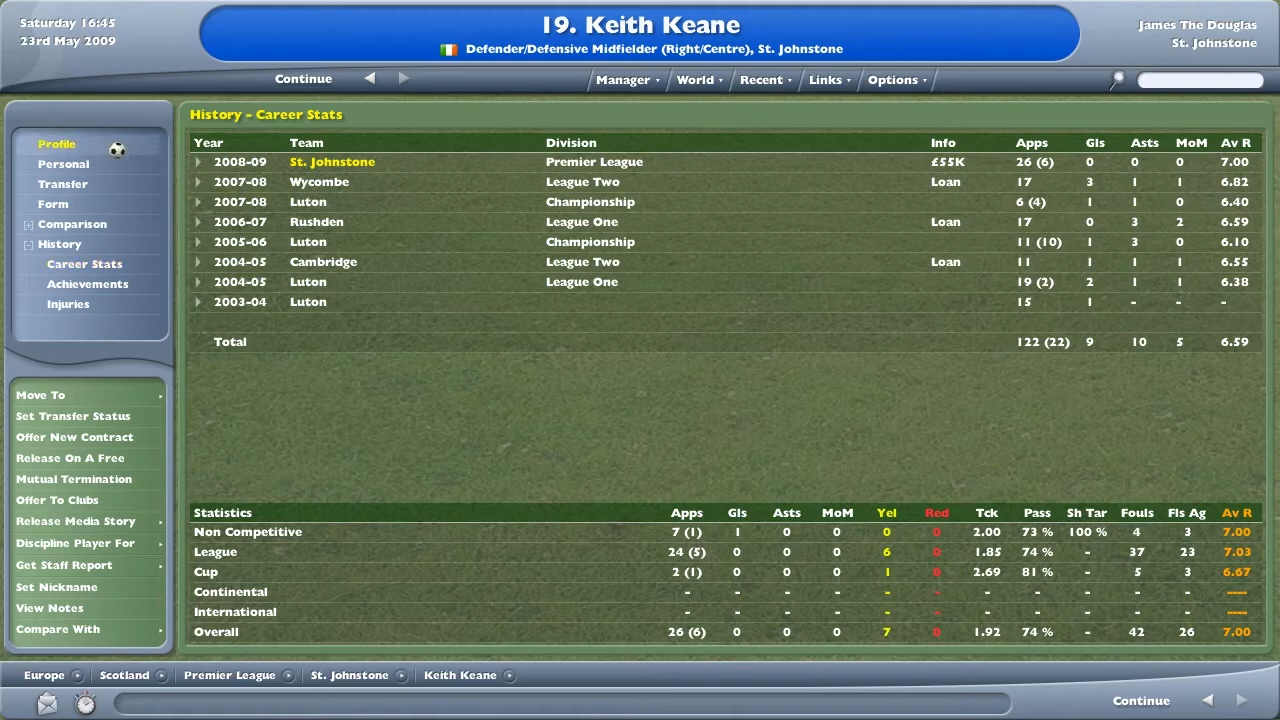 Saturday 16:45
23rd May 2009
19. Keith Keane
Defender/Defensive Midfielder (Right/Centre), St. Johnstone
James The Douglas
St. Johnstone
Continue
Manager World Recent Links Options
Profile
Personal
Transfer
Form
Comparison
History
Career Stats
Achievements
Injuries
Move To
Set Transfer Status
Offer New Contract
Release On A Free
Mutual Termination
Offer To Clubs
Release Media Story
Discipline Player For
Get Staff Report
Set Nickname
View Notes
Compare With
History - Career Stats
Year Team Division Info Apps Gls Asts MoM Av R
2008-09 St. Johnstone Premier League £55K 26 (6) 0 0 0 7.00
2007-08 Wycombe League Two Loan 17 3 1 1 6.82
2007-08 Luton Championship 6 (4) 1 1 0 6.40
2006-07 Rushden League One Loan 17 0 3 2 6.59
2005-06 Luton Championship 11 (10) 1 3 0 6.10
2004-05 Cambridge League Two Loan 11 1 1 1 6.55
2004-05 Luton League One 19 (2) 2 1 1 6.38
2003-04 Luton 15 1 - - -
Total 122 (22) 9 10 5 6.59
Statistics Apps Gls Asts MoM Yel Red Tck Pass Sh Tar Fouls Fls Ag Av R
Non Competitive 7 (1) 1 0 0 0 0 2.00 73 % 100 % 4 3 7.00
League 24 (5) 0 0 0 6 0 1.85 74 % - 37 23 7.03
Cup 2 (1) 0 0 0 1 0 2.69 81 % - 5 3 6.67
Continental - - - - - - - - - - - ----
International - - - - - - - - - - - ----
Overall 26 (6) 0 0 0 7 0 1.92 74 % - 42 26 7.00
Europe Scotland Premier League St. Johnstone Keith Keane
Continue